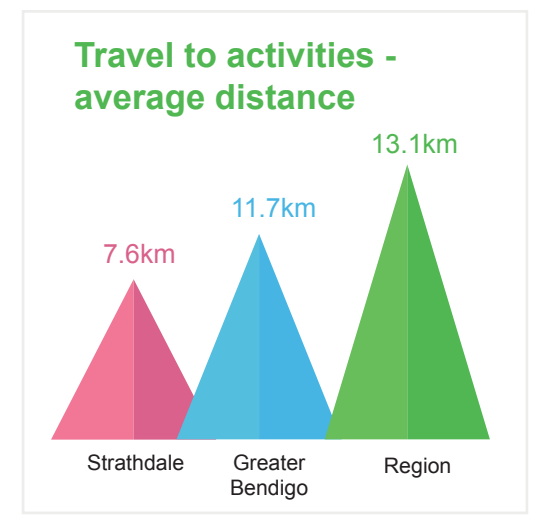 Travel to activities -
average distance
13.1km
11.7km
7.6km
Strathdale
Greater
Bendigo
Region